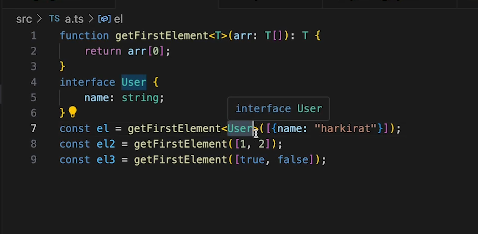 src > TS a.ts > el
1 function getFirstElement<T>(arr: T[]): T {
2     return arr[0];
3 }
4 interface User {
5     name: string;
6 }
interface User
7 const el = getFirstElement<User>([{name: "harkirat"}]);
8 const el2 = getFirstElement([1, 2]);
9 const el3 = getFirstElement([true, false]);